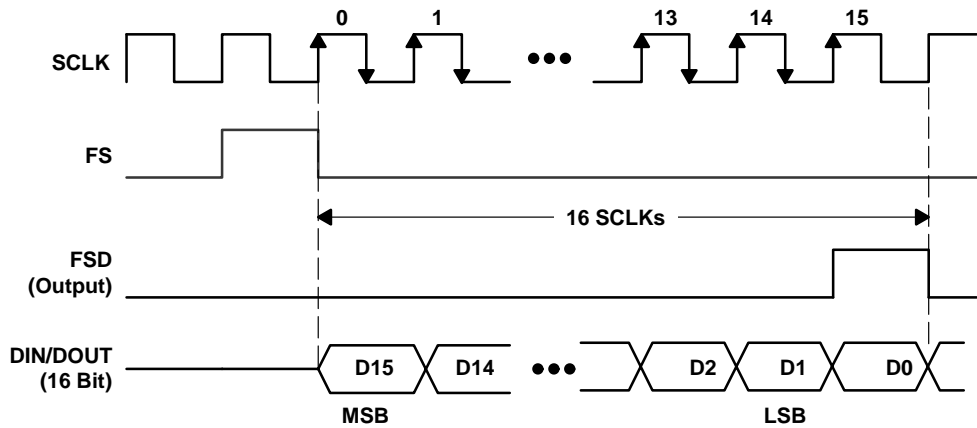 0 1 13 14 15
SCLK
FS
16 SCLKs
FSD
(Output)
DIN/DOUT
(16 Bit)
D15 D14 D2 D1 D0
MSB LSB